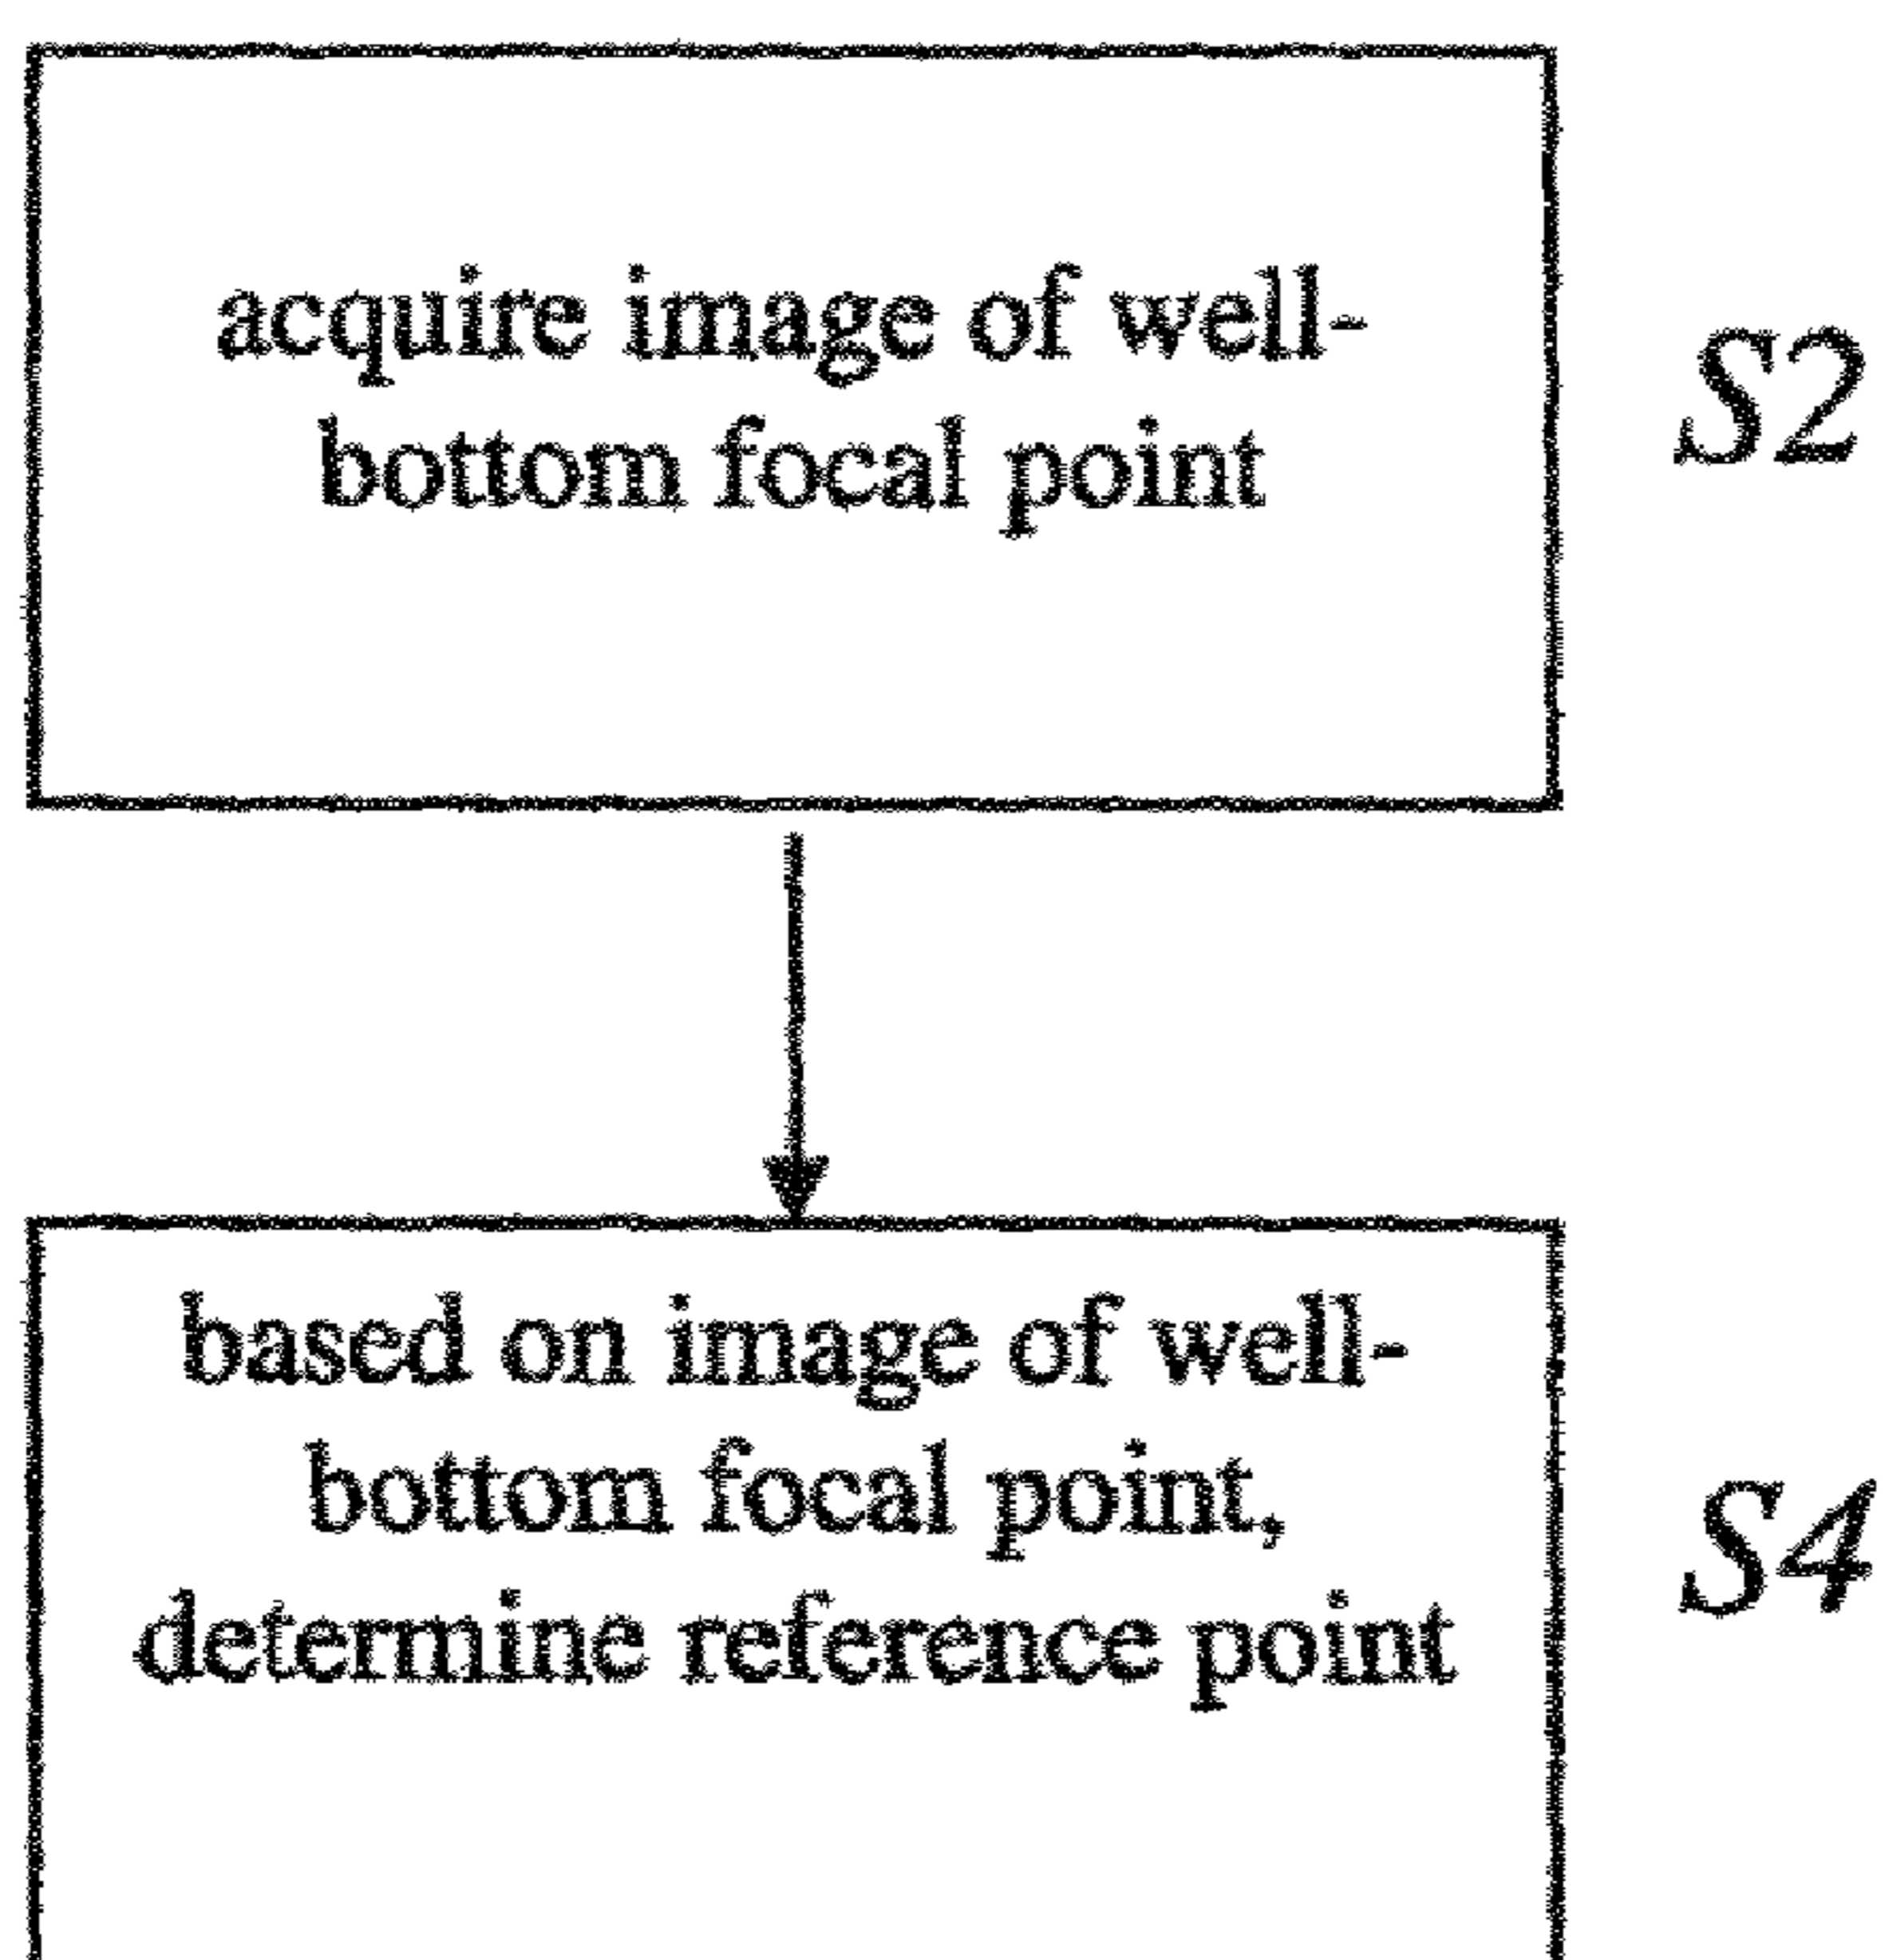 acquire image of well-
bottom focal point
S2
based on image of well-
bottom focal point,
determine reference point
S4